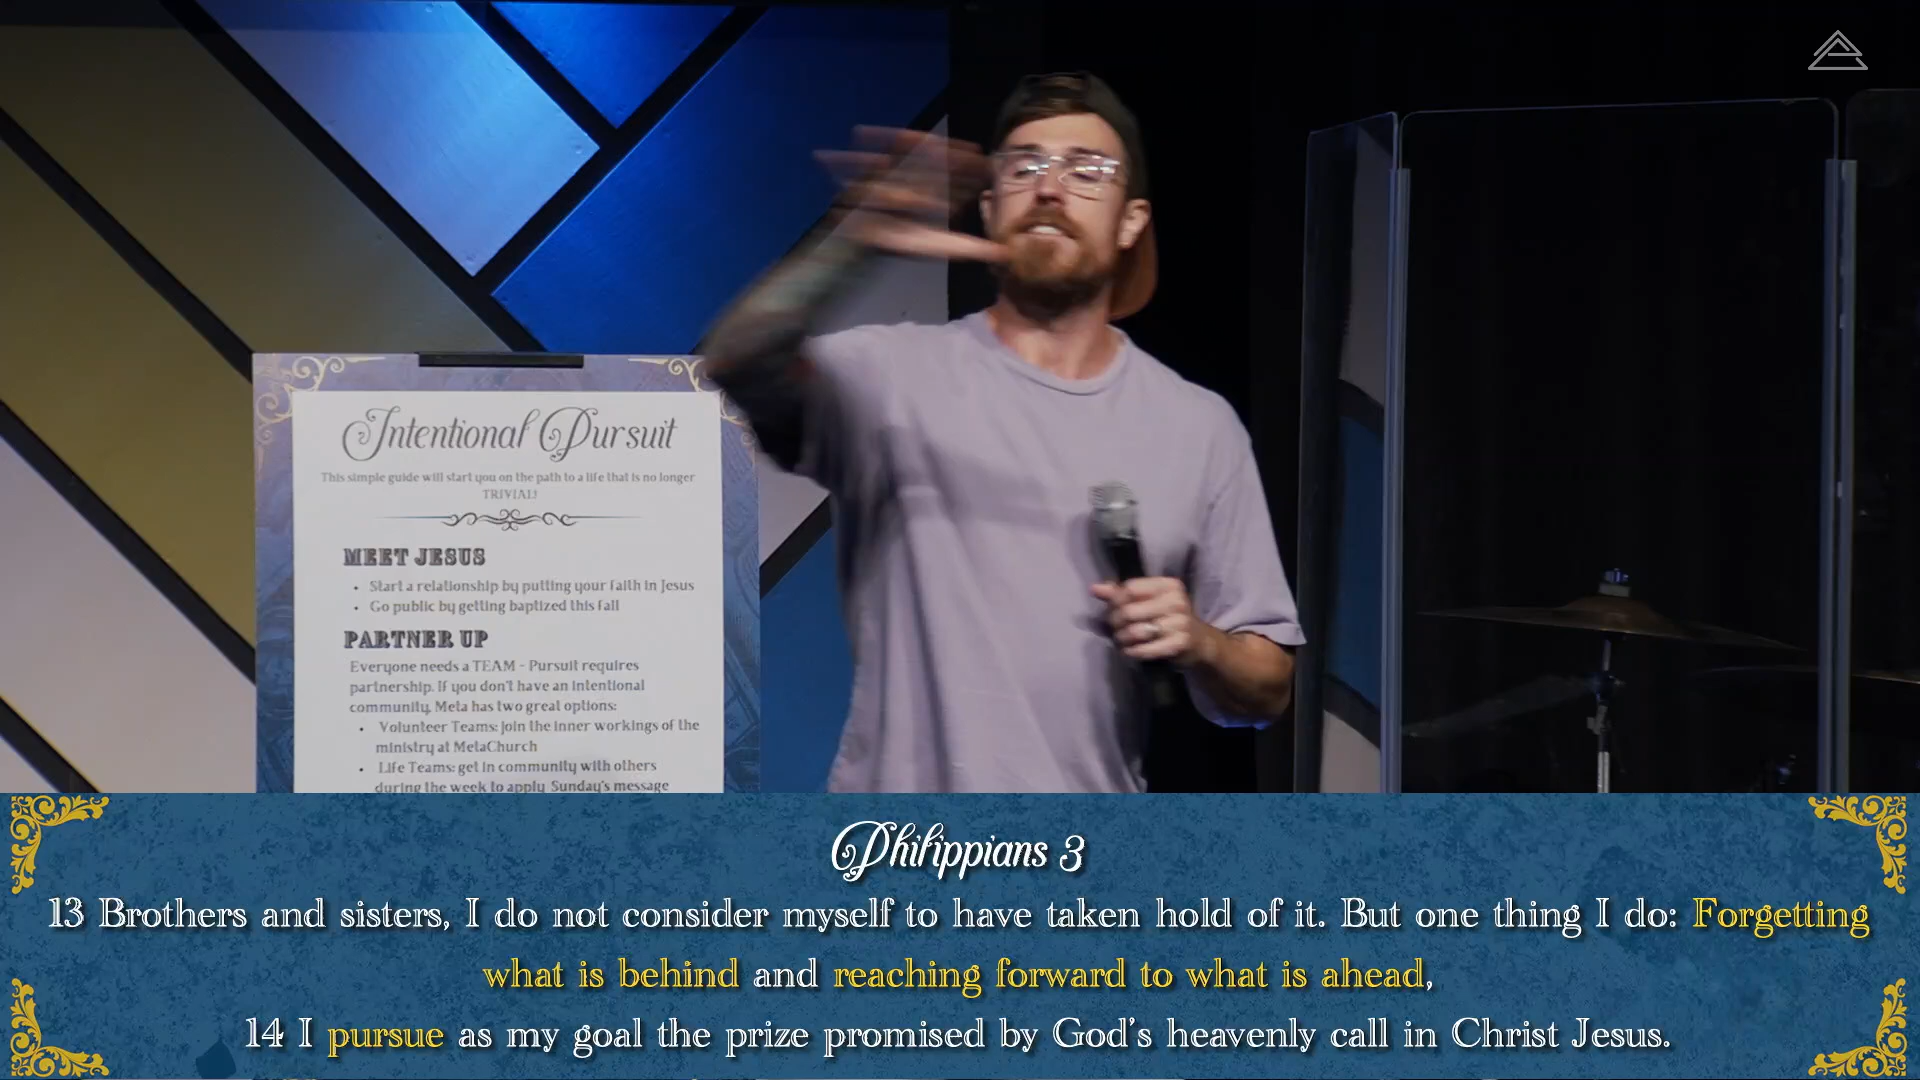 Intentional Pursuit
This simple guide will start you on the path to a life that is no longer
TRIVIAL!
MEET JESUS
• Start a relationship by putting your faith in Jesus
• Go public by getting baptized this fall
PARTNER UP
Everyone needs a TEAM - Pursuit requires
partnership. If you don't have an intentional
community, Meta has two great options:
• Volunteer Teams: join the inner workings of the
ministry at MetaChurch
• Life Teams: get in community with others
during the week to apply Sunday's message
Philippians 3
13 Brothers and sisters, I do not consider myself to have taken hold of it. But one thing I do: Forgetting
what is behind and reaching forward to what is ahead,
14 I pursue as my goal the prize promised by God's heavenly call in Christ Jesus.